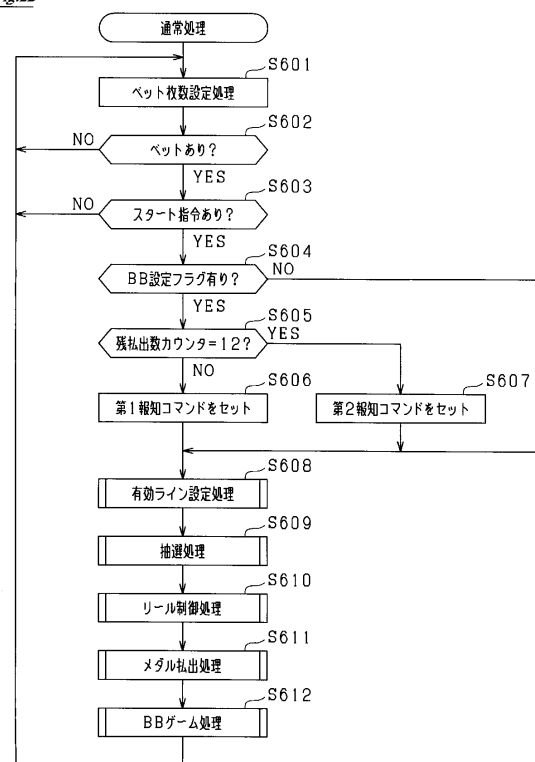 通常処理
S601
ベット枚数設定処理
S602
NO
ベットあり?
YES
S603
NO
スタート指令あり?
YES
S604
NO
BB設定フラグ有り?
YES
S605
YES
残払出数カウンタ=12?
NO
S606
S607
第1報知コマンドをセット
第2報知コマンドをセット
S608
有効ライン設定処理
S609
抽選処理
S610
リール制御処理
S611
メダル払出処理
S612
BBゲーム処理